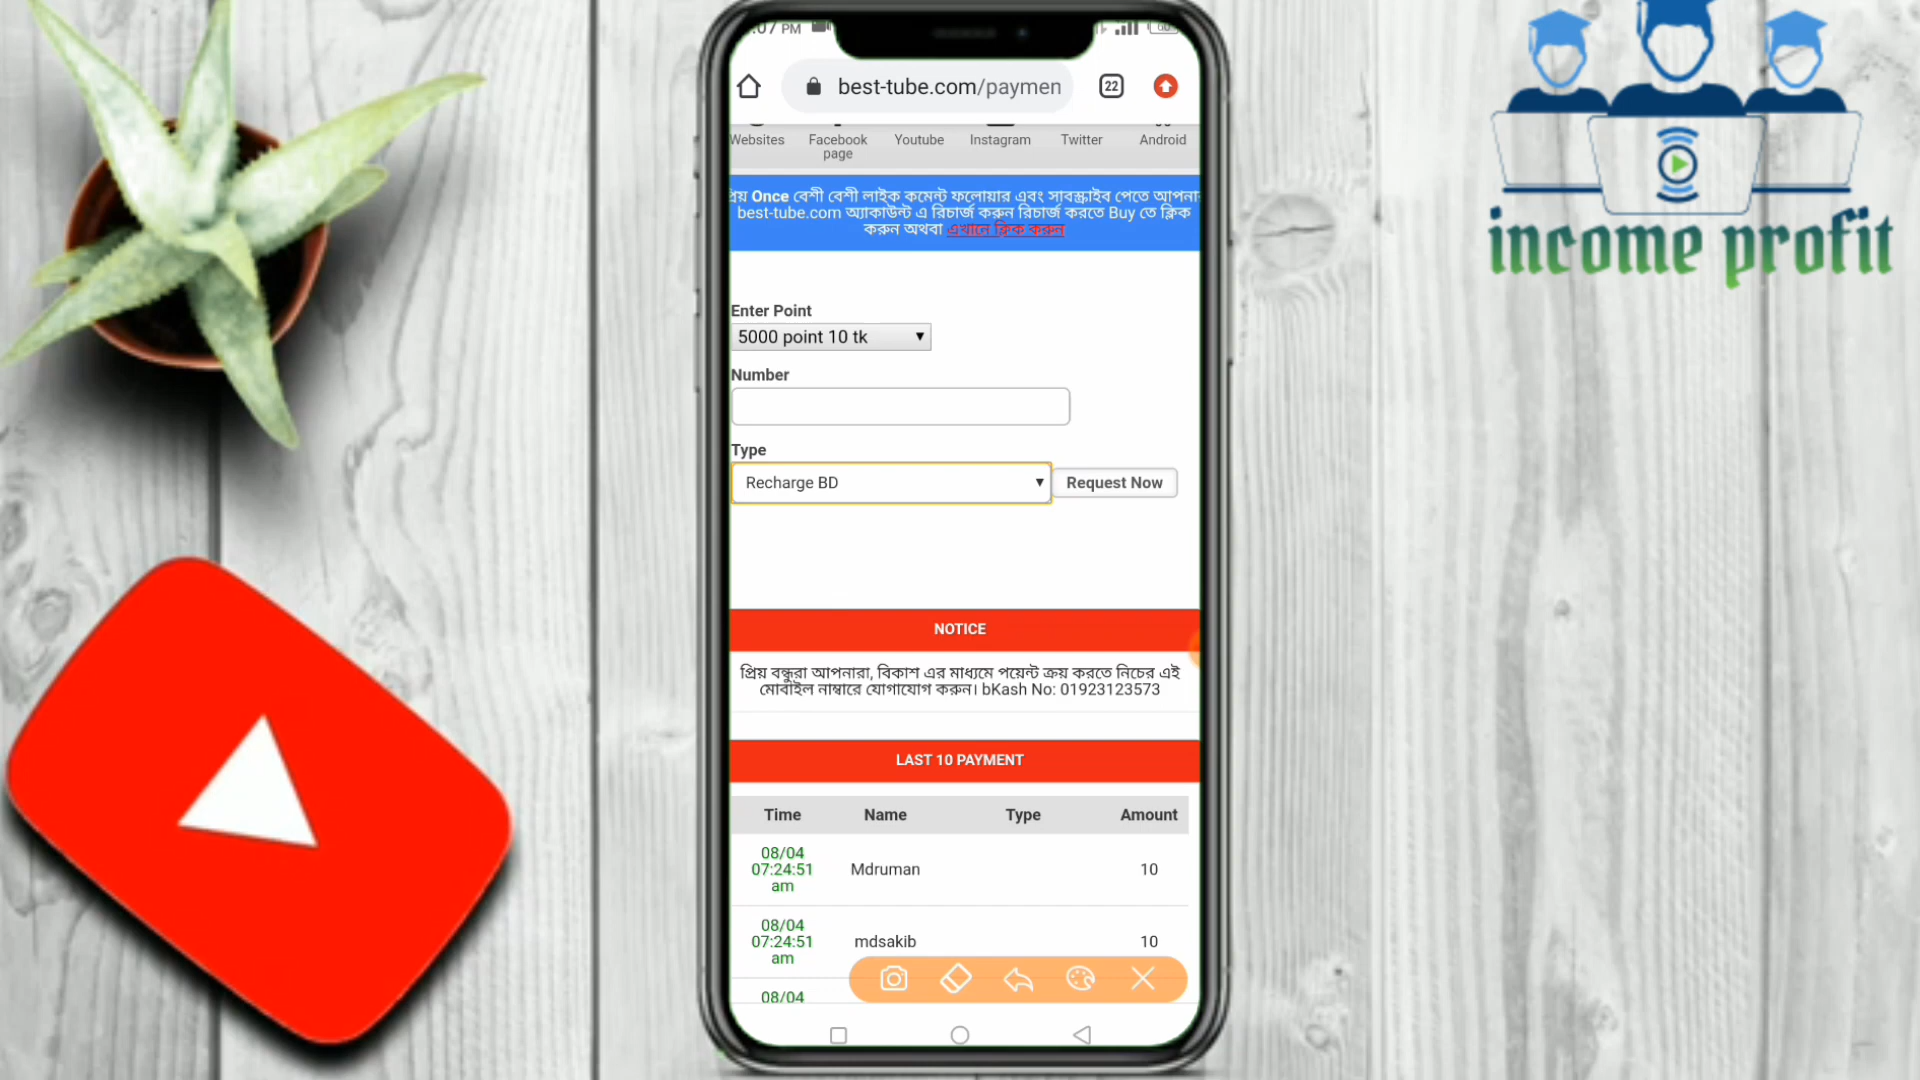 :07 PM
best-tube.com/paymen
22
Websites
Facebook page
Youtube
Instagram
Twitter
Android
প্রিয় Once বেশী বেশী লাইক কমেন্ট ফলোয়ার এবং সাবস্ক্রাইব পেতে আপনার
best-tube.com অ্যাকাউন্ট এ রিচার্জ করুন রিচার্জ করতে Buy তে ক্লিক
করুন অথবা এখানে ক্লিক করুন
Enter Point
5000 point 10 tk
Number
Type
Recharge BD
Request Now
NOTICE
প্রিয় বন্ধুরা আপনারা, বিকাশ এর মাধ্যমে পয়েন্ট ক্রয় করতে নিচের এই
মোবাইল নাম্বারে যোগাযোগ করুন। bKash No: 01923123573
LAST 10 PAYMENT
Time Name Type Amount
08/04
07:24:51
am
Mdruman 10
08/04
07:24:51
am
mdsakib 10
08/04
income profit